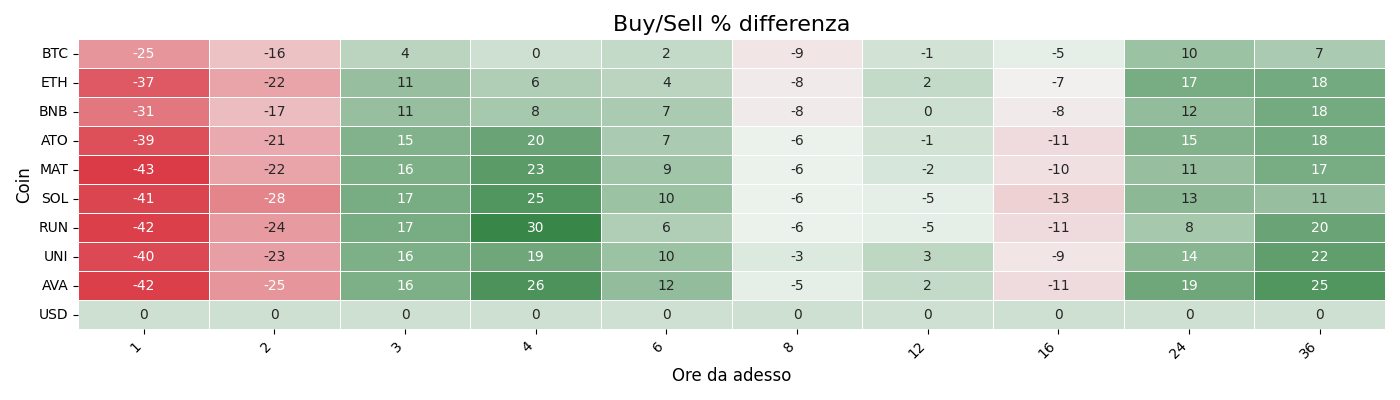 Buy/Sell % differenza
Coin
BTC -25 -16 4 0 2 -9 -1 -5 10 7
ETH -37 -22 11 6 4 -8 2 -7 17 18
BNB -31 -17 11 8 7 -8 0 -8 12 18
ATO -39 -21 15 20 7 -6 -1 -11 15 18
MAT -43 -22 16 23 9 -6 -2 -10 11 17
SOL -41 -28 17 25 10 -6 -5 -13 13 11
RUN -42 -24 17 30 6 -6 -5 -11 8 20
UNI -40 -23 16 19 10 -3 3 -9 14 22
AVA -42 -25 16 26 12 -5 2 -11 19 25
USD 0 0 0 0 0 0 0 0 0 0
1 2 3 4 6 8 12 16 24 36
Ore da adesso